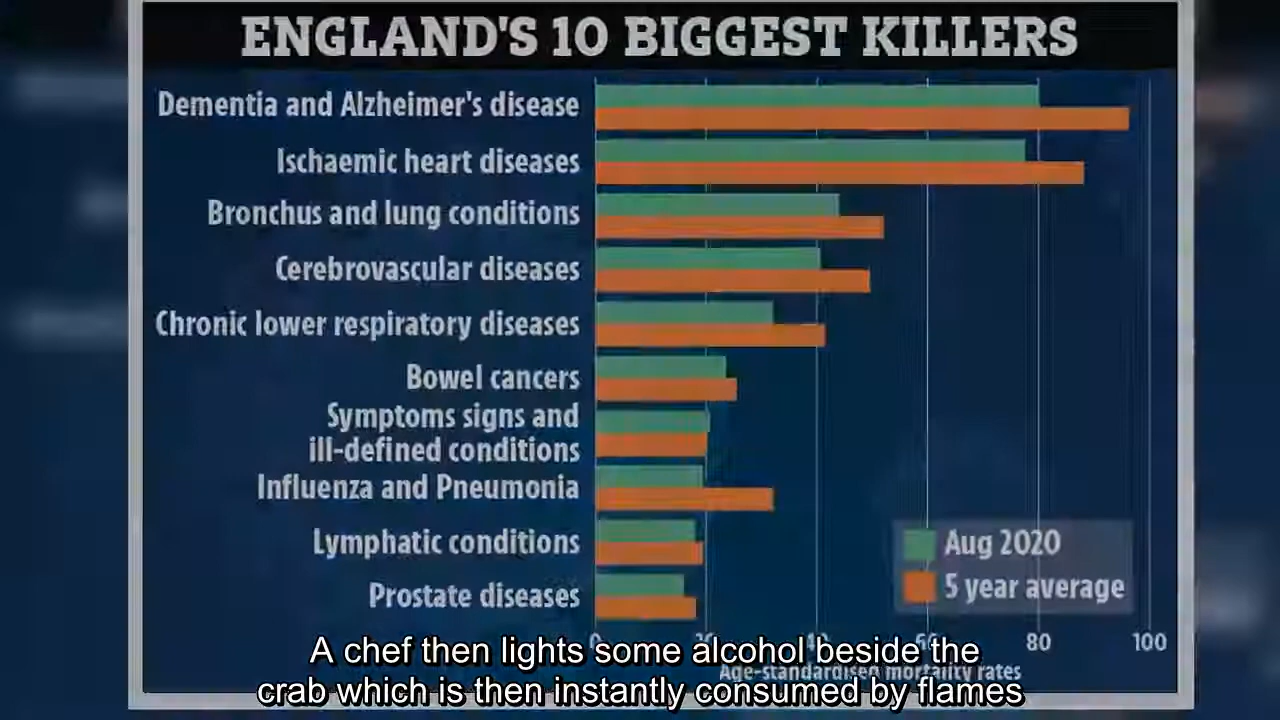 ENGLAND'S 10 BIGGEST KILLERS
Dementia and Alzheimer's disease
Ischaemic heart diseases
Bronchus and lung conditions
Cerebrovascular diseases
Chronic lower respiratory diseases
Bowel cancers
Symptoms signs and
ill-defined conditions
Influenza and Pneumonia
Lymphatic conditions
Prostate diseases
Aug 2020
5 year average
0 20 40 60 80 100
Age-standardised mortality rates
A chef then lights some alcohol beside the
crab which is then instantly consumed by flames